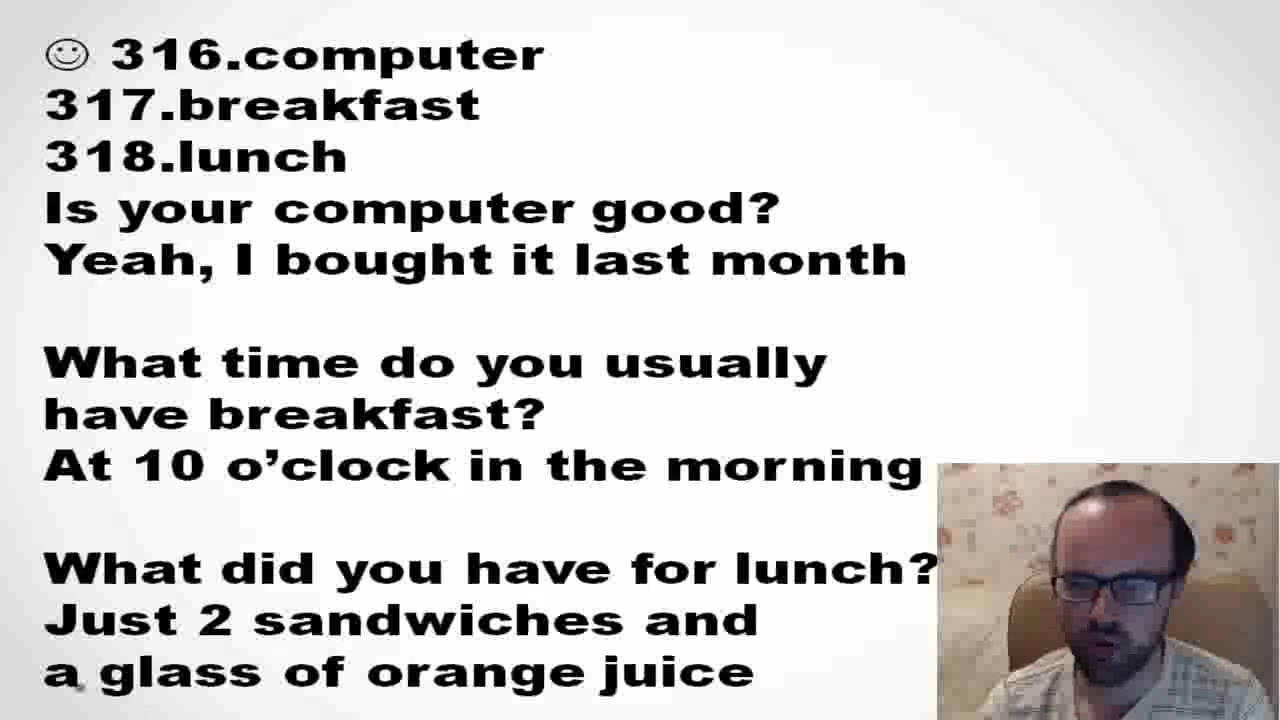 ☺ 316.computer
317.breakfast
318.lunch
Is your computer good?
Yeah, I bought it last month
What time do you usually
have breakfast?
At 10 o’clock in the morning
What did you have for lunch?
Just 2 sandwiches and
a glass of orange juice